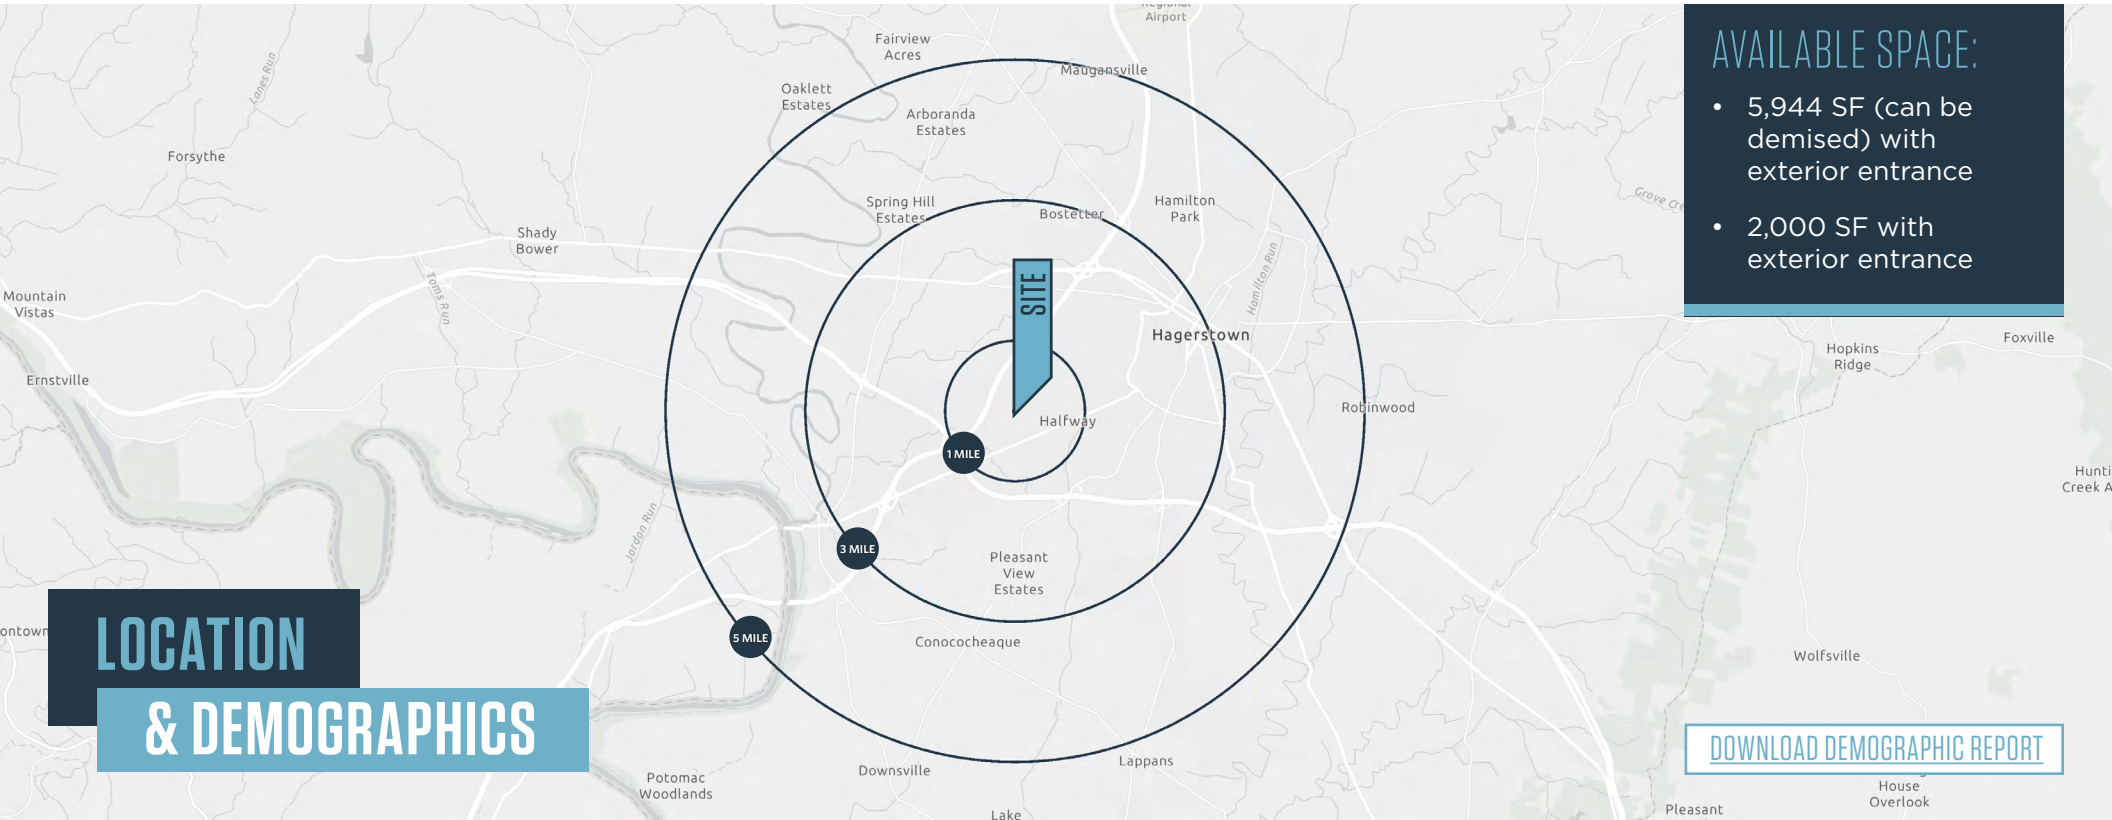 Regional
Airport
Fairview
Acres
Maugansville
AVAILABLE SPACE:
• 5,944 SF (can be
demised) with
exterior entrance
• 2,000 SF with
exterior entrance
Lanes Run
Oaklett
Estates
Arboranda
Estates
Forsythe
Spring Hill
Estates
Bostetter
Hamilton
Park
Shady
Bower
Toms Run
Hamilton Run
Mountain
Vistas
SITE
Hagerstown
Hopkins
Ridge
Foxville
Ernstville
Halfway
Robinwood
1 MILE
Jordon Run
3 MILE
Pleasant
View
Estates
5 MILE
Conococheaque
Wolfsville
LOCATION
& DEMOGRAPHICS
DOWNLOAD DEMOGRAPHIC REPORT
Downsville
Lappans
Potomac
Woodlands
House
Overlook
Lake
Pleasant